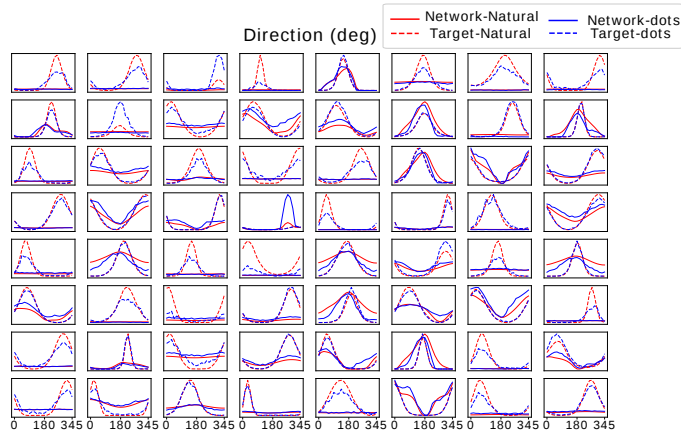 Direction (deg)
Network-Natural Network-dots
Target-Natural Target-dots
0 180 345 0 180 345 0 180 345 0 180 345 0 180 345 0 180 345 0 180 345 0 180 345